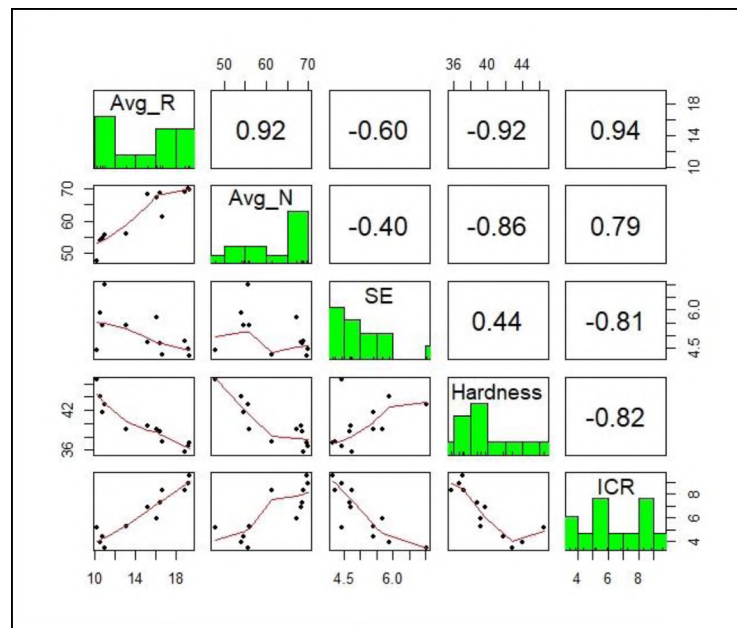 50 60 70 36 40 44
Avg_R 0.92 -0.60 -0.92 0.94 10 14 18
50 60 70 Avg_N -0.40 -0.86 0.79
SE 0.44 -0.81 4.5 6.0
36 42 Hardness -0.82
ICR 4 6 8
10 14 18 4.5 6.0 4 6 8